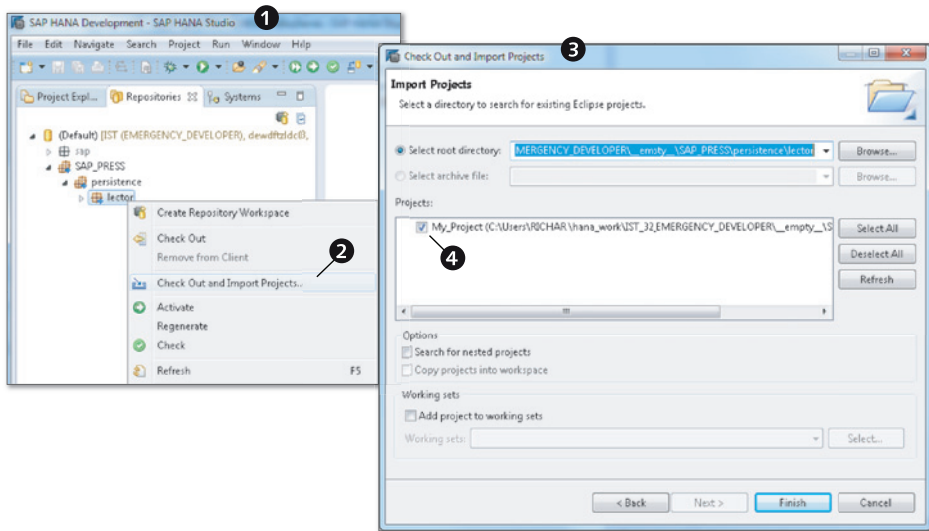 SAP HANA Development - SAP HANA Studio
1
File Edit Navigate Search Project Run Window Help
Project Expl... Repositories Systems
(Default) [IST (EMERGENCY_DEVELOPER),
sap
SAP_PRESS
persistence
lector
Create Repository Workspace
Check Out
Remove from Client
2
Check Out and Import Projects...
Activate
Regenerate
Check
Refresh F5
Check Out and Import Projects
3
Import Projects
Select a directory to search for existing Eclipse projects.
Select root directory: MERGENCY_DEVELOPER\__empty__\SAP_PRESS\persistence\lector Browse...
Select archive file: Browse...
Projects:
My_Project (C:\Users\RICHAR\hana_work\IST_32,EMERGENCY_DEVELOPER\__empty__\S
4
Select All
Deselect All
Refresh
Options
Search for nested projects
Copy projects into workspace
Working sets
Add project to working sets
Working sets: Select...
< Back Next > Finish Cancel